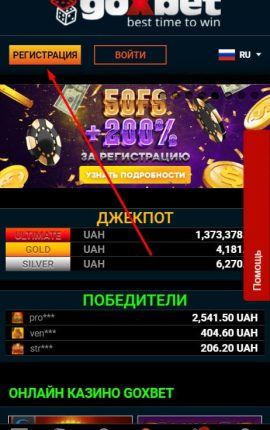 goxbet
best time to win
РЕГИСТРАЦИЯ
ВОЙТИ
RU
50FS
+200%
ЗА РЕГИСТРАЦИЮ
УЗНАТЬ ПОДРОБНОСТИ
ДЖЕКПОТ
ULTIMATE UAH 1,373,378.
GOLD UAH 4,181.
SILVER UAH 6,270.
Помощь
ПОБЕДИТЕЛИ
pro*** 2,541.50 UAH
ven*** 404.60 UAH
str*** 206.20 UAH
ОНЛАЙН КАЗИНО GOXBET